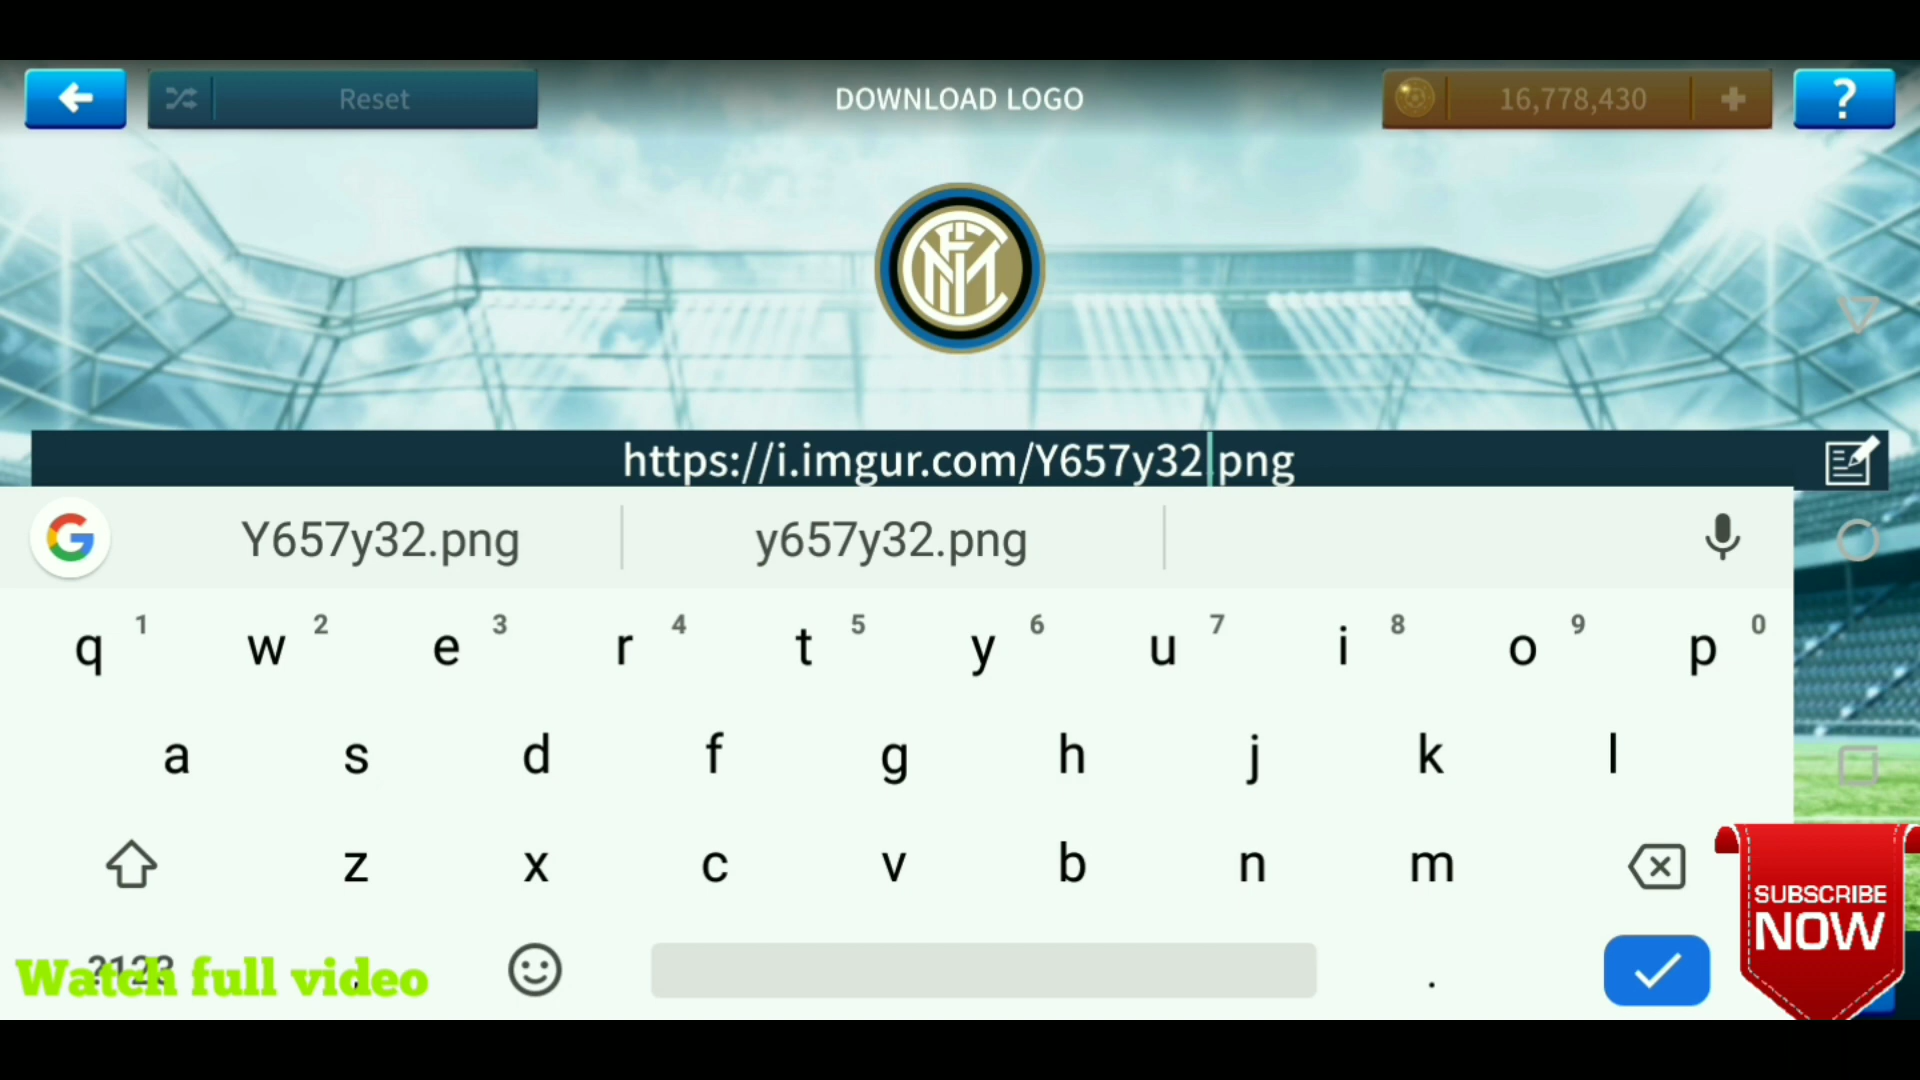 Reset
DOWNLOAD LOGO
16,778,430
?
https://i.imgur.com/Y657y32.png
G Y657y32.png y657y32.png
q 1 w 2 e 3 r 4 t 5 y 6 u 7 i 8 o 9 p 0
a s d f g h j k l
z x c v b n m
?123 , .
Watch full video
SUBSCRIBE
NOW